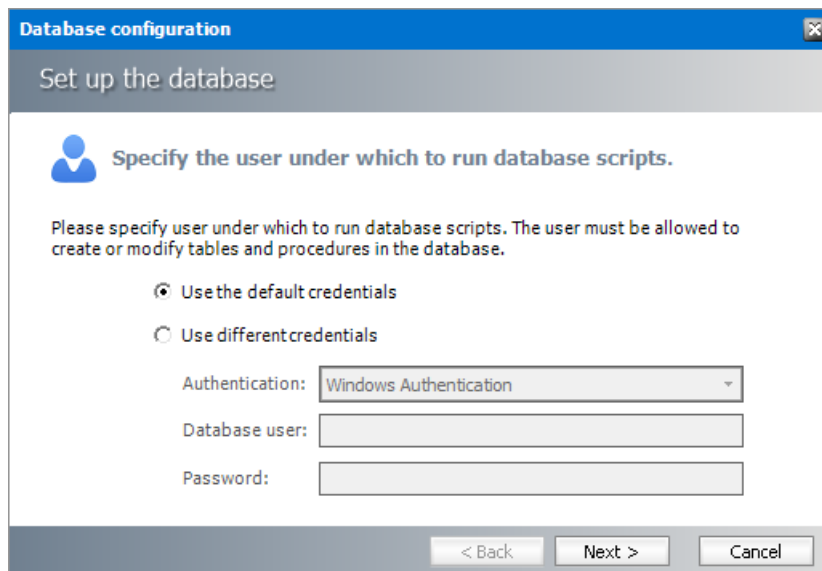 Database configuration
Set up the database
Specify the user under which to run database scripts.
Please specify user under which to run database scripts. The user must be allowed to
create or modify tables and procedures in the database.
Use the default credentials
Use different credentials
Authentication: Windows Authentication
Database user:
Password:
< Back Next > Cancel